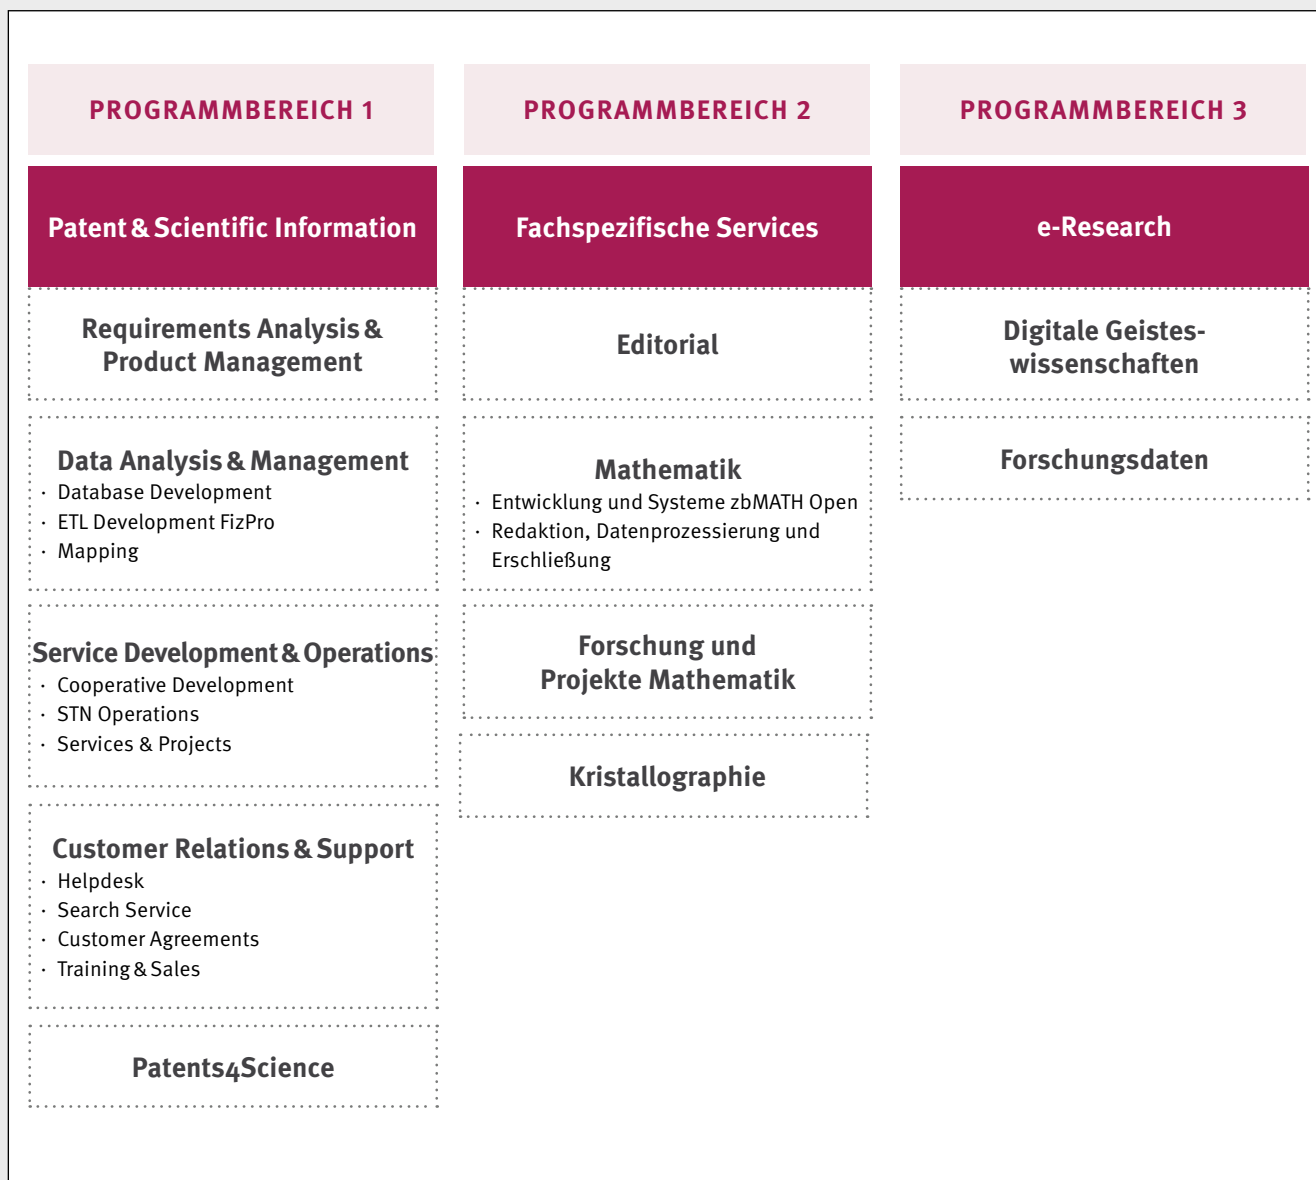 PROGRAMMBEREICH 1
Patent & Scientific Information
Requirements Analysis &
Product Management
Data Analysis & Management
· Database Development
· ETL Development FizPro
· Mapping
Service Development & Operations
· Cooperative Development
· STN Operations
· Services & Projects
Customer Relations & Support
· Helpdesk
· Search Service
· Customer Agreements
· Training & Sales
Patents4Science
PROGRAMMBEREICH 2
Fachspezifische Services
Editorial
Mathematik
· Entwicklung und Systeme zbMATH Open
· Redaktion, Datenprozessierung und
Erschließung
Forschung und
Projekte Mathematik
Kristallographie
PROGRAMMBEREICH 3
e-Research
Digitale Geistes-
wissenschaften
Forschungsdaten